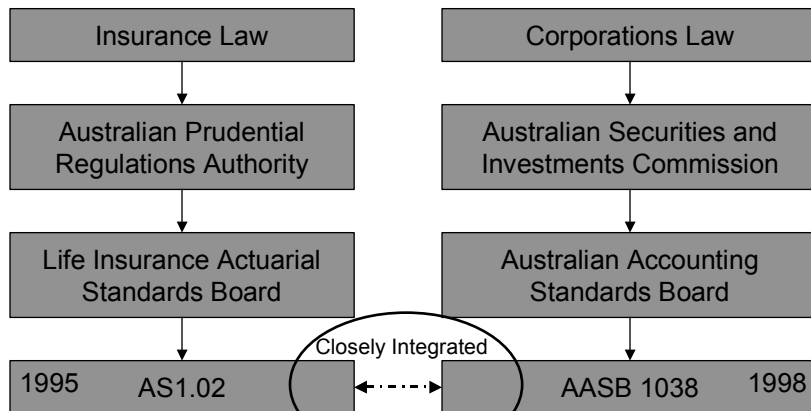 Insurance Law
Corporations Law
Australian Prudential
Regulations Authority
Australian Securities and
Investments Commission
Life Insurance Actuarial
Standards Board
Australian Accounting
Standards Board
Closely Integrated
1995 AS1.02
AASB 1038 1998